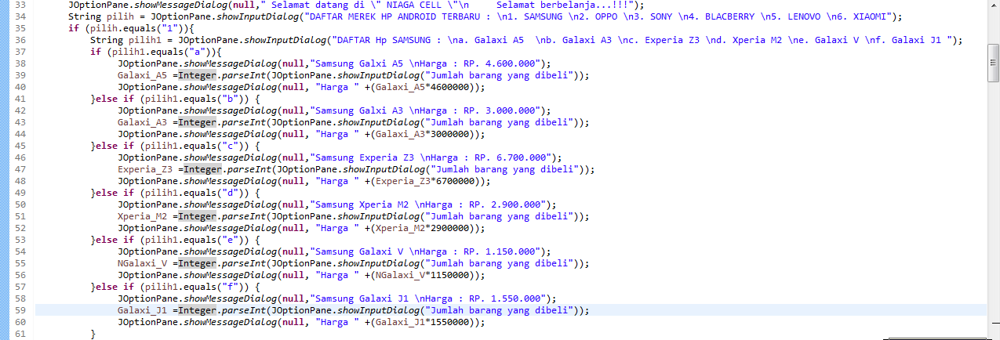 33 JOptionPane.showMessageDialog(null," Selamat datang di \" NIAGA CELL \"\n     Selamat berbelanja...!!!");
34 String pilih = JOptionPane.showInputDialog("DAFTAR MEREK HP ANDROID TERBARU : \n1. SAMSUNG \n2. OPPO \n3. SONY \n4. BLACBERRY \n5. LENOVO \n6. XIAOMI");
35 if (pilih.equals("1")){
36 String pilih1 = JOptionPane.showInputDialog("DAFTAR Hp SAMSUNG : \na. Galaxi A5  \nb. Galaxi A3 \nc. Experia Z3 \nd. Xperia M2 \ne. Galaxi V \nf. Galaxi J1 ");
37 if (pilih1.equals("a")){
38 JOptionPane.showMessageDialog(null,"Samsung Galxi A5 \nHarga : RP. 4.600.000");
39 Galaxi_A5 =Integer.parseInt(JOptionPane.showInputDialog("Jumlah barang yang dibeli"));
40 JOptionPane.showMessageDialog(null, "Harga " +(Galaxi_A5*4600000));
41 }else if (pilih1.equals("b")) {
42 JOptionPane.showMessageDialog(null,"Samsung Galxi A3 \nHarga : RP. 3.000.000");
43 Galaxi_A3 =Integer.parseInt(JOptionPane.showInputDialog("Jumlah barang yang dibeli"));
44 JOptionPane.showMessageDialog(null, "Harga " +(Galaxi_A3*3000000));
45 }else if (pilih1.equals("c")) {
46 JOptionPane.showMessageDialog(null,"Samsung Experia Z3 \nHarga : RP. 6.700.000");
47 Experia_Z3 =Integer.parseInt(JOptionPane.showInputDialog("Jumlah barang yang dibeli"));
48 JOptionPane.showMessageDialog(null, "Harga " +(Experia_Z3*6700000));
49 }else if (pilih1.equals("d")) {
50 JOptionPane.showMessageDialog(null,"Samsung Xperia M2 \nHarga : RP. 2.900.000");
51 Xperia_M2 =Integer.parseInt(JOptionPane.showInputDialog("Jumlah barang yang dibeli"));
52 JOptionPane.showMessageDialog(null, "Harga " +(Xperia_M2*2900000));
53 }else if (pilih1.equals("e")) {
54 JOptionPane.showMessageDialog(null,"Samsung Galaxi V \nHarga : RP. 1.150.000");
55 NGalaxi_V =Integer.parseInt(JOptionPane.showInputDialog("Jumlah barang yang dibeli"));
56 JOptionPane.showMessageDialog(null, "Harga " +(NGalaxi_V*1150000));
57 }else if (pilih1.equals("f")) {
58 JOptionPane.showMessageDialog(null,"Samsung Galaxi J1 \nHarga : RP. 1.550.000");
59 Galaxi_J1 =Integer.parseInt(JOptionPane.showInputDialog("Jumlah barang yang dibeli"));
60 JOptionPane.showMessageDialog(null, "Harga " +(Galaxi_J1*1550000));
61 }